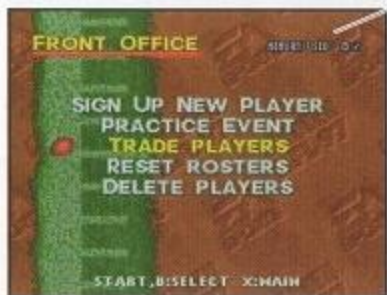 FRONT OFFICE
SIGN UP NEW PLAYER
PRACTICE EVENT
TRADE PLAYERS
RESET ROSTERS
DELETE PLAYERS
START,B:SELECT X:MAIN